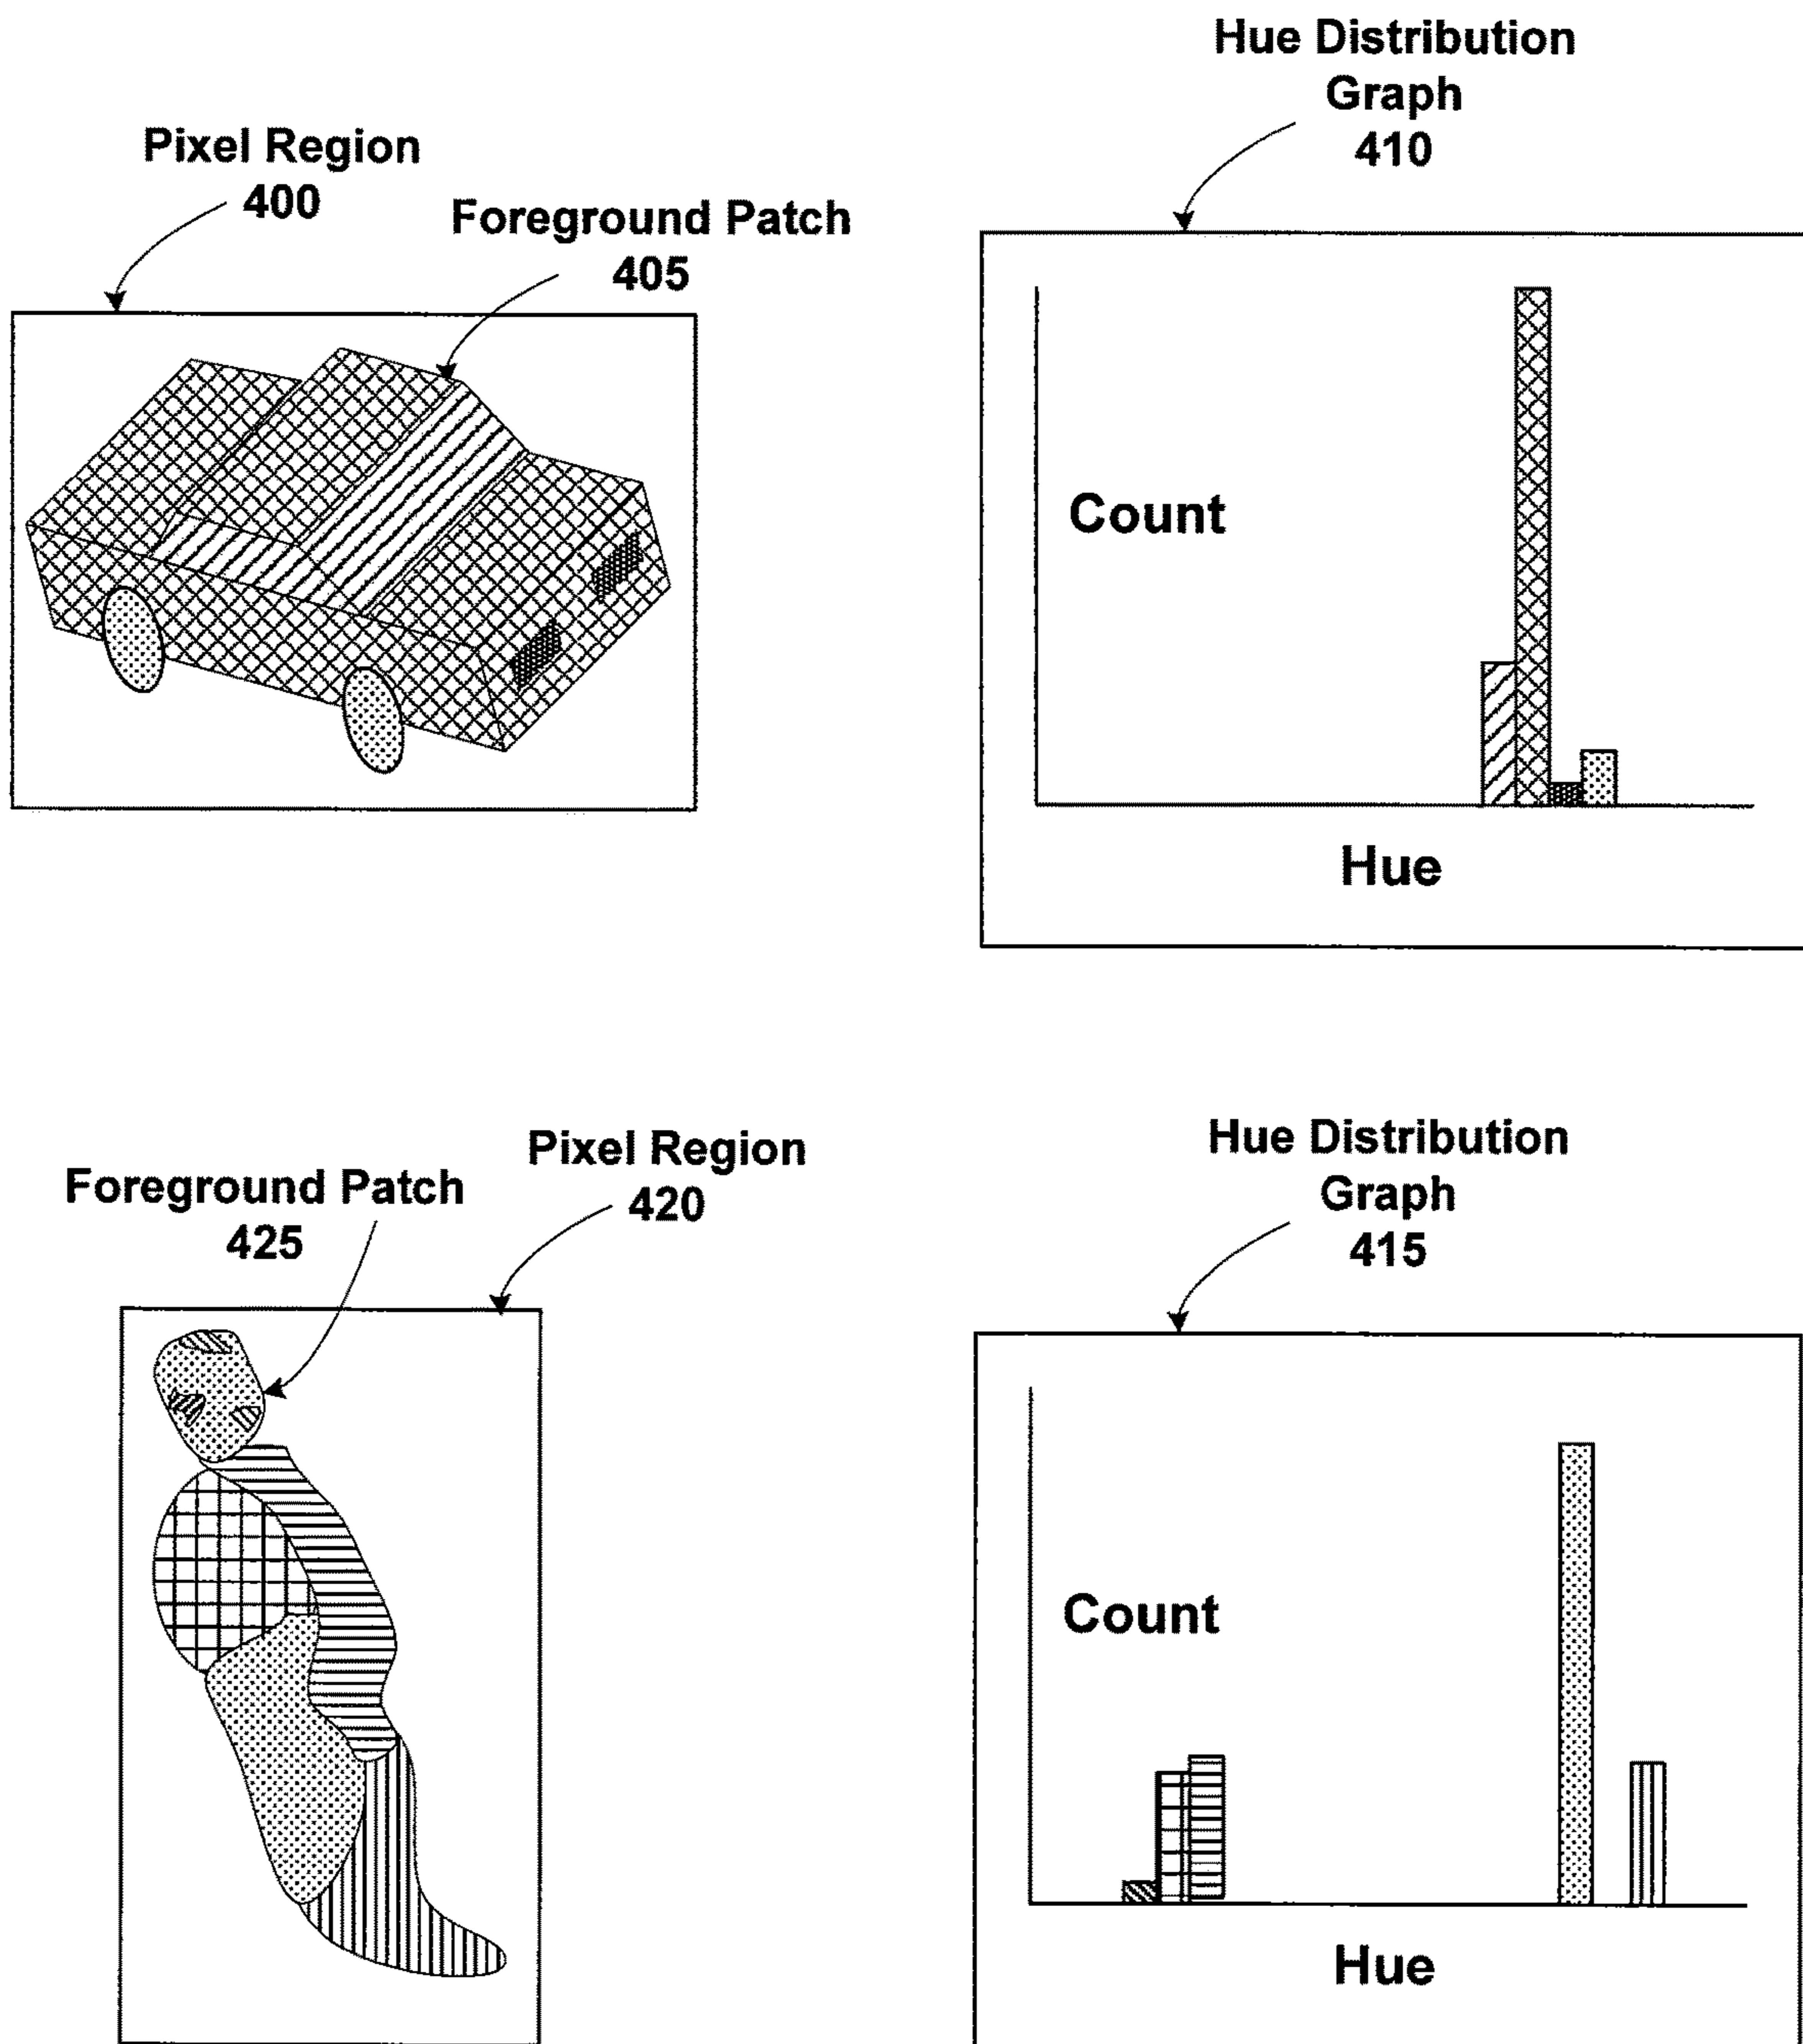 Hue Distribution
Graph
410
Pixel Region
400
Foreground Patch
405
Count
Hue
Hue Distribution
Graph
415
Pixel Region
420
Foreground Patch
425
Count
Hue